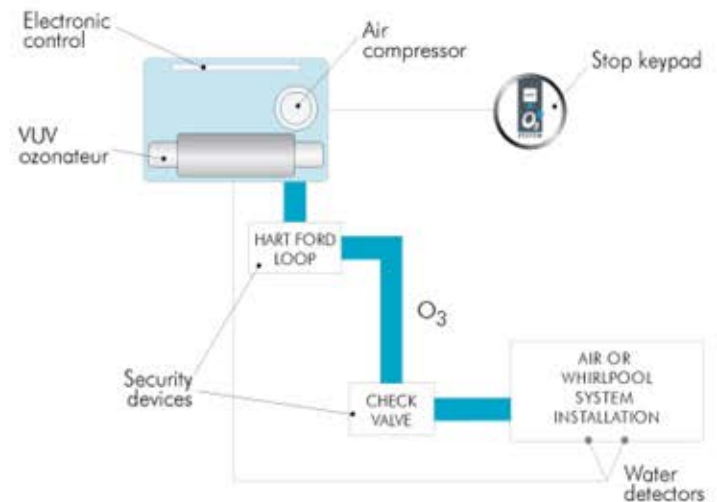 Electronic
control
Air
compressor
Stop keypad
O3
VUV
ozonateur
HART FORD
LOOP
O3
Security
devices
CHECK
VALVE
AIR OR
WHIRLPOOL
SYSTEM
INSTALLATION
Water
detectors